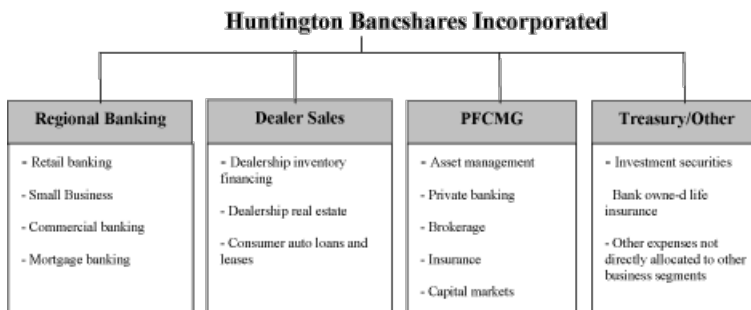 Huntington Bancshares Incorporated
Regional Banking
- Retail banking
- Small Business
- Commercial banking
- Mortgage banking
Dealer Sales
- Dealership inventory
financing
- Dealership real estate
- Consumer auto loans and
leases
PFCMG
- Asset management
- Private banking
- Brokerage
- Insurance
- Capital markets
Treasury/Other
- Investment securities
Bank owne-d life
insurance
- Other expenses not
directly allocated to other
business segments